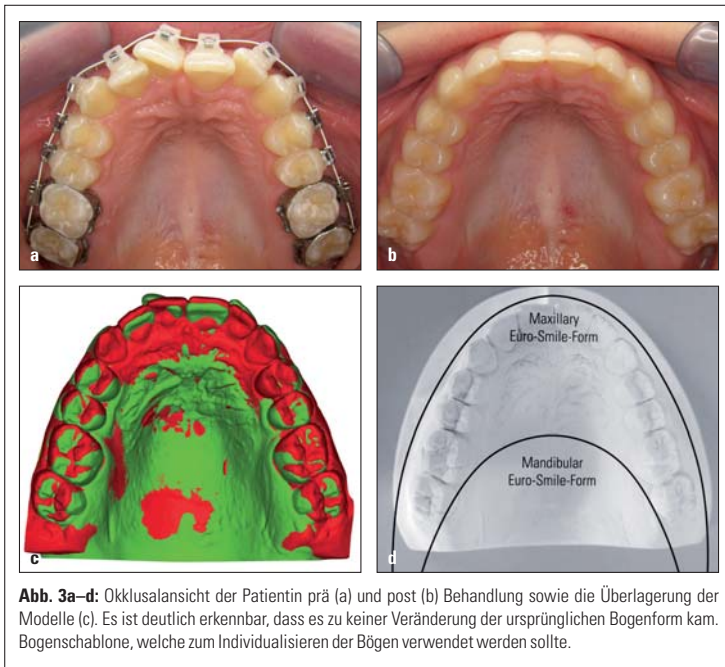 a
b
c
Maxillary
Euro-Smile-Form
Mandibular
Euro-Smile-Form
d
Abb. 3a–d: Okklusalansicht der Patientin prä (a) und post (b) Behandlung sowie die Überlagerung der
Modelle (c). Es ist deutlich erkennbar, dass es zu keiner Veränderung der ursprünglichen Bogenform kam.
Bogenschablone, welche zum Individualisieren der Bögen verwendet werden sollte.